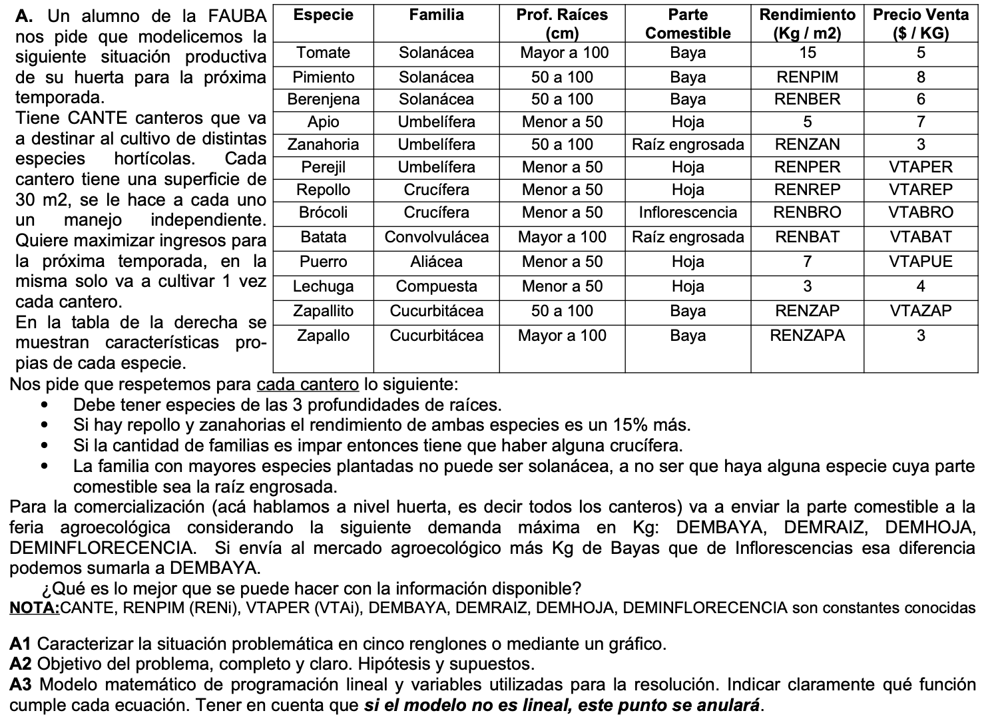 A. Un alumno de la FAUBA
nos pide que modelicemos la
siguiente situación productiva
de su huerta para la próxima
temporada.
Tiene CANTE canteros que va
a destinar al cultivo de distintas
especies hortícolas. Cada
cantero tiene una superficie de
30 m2, se le hace a cada uno
un manejo independiente.
Quiere maximizar ingresos para
la próxima temporada, en la
misma solo va a cultivar 1 vez
cada cantero.
En la tabla de la derecha se
muestran características pro-
pias de cada especie.
Especie Familia Prof. Raíces (cm) Parte Comestible Rendimiento (Kg / m2) Precio Venta ($ / KG)
Tomate Solanácea Mayor a 100 Baya 15 5
Pimiento Solanácea 50 a 100 Baya RENPIM 8
Berenjena Solanácea 50 a 100 Baya RENBER 6
Apio Umbelífera Menor a 50 Hoja 5 7
Zanahoria Umbelífera 50 a 100 Raíz engrosada RENZAN 3
Perejil Umbelífera Menor a 50 Hoja RENPER VTAPER
Repollo Crucífera Menor a 50 Hoja RENREP VTAREP
Brócoli Crucífera Menor a 50 Inflorescencia RENBRO VTABRO
Batata Convolvulácea Mayor a 100 Raíz engrosada RENBAT VTABAT
Puerro Aliácea Menor a 50 Hoja 7 VTAPUE
Lechuga Compuesta Menor a 50 Hoja 3 4
Zapallito Cucurbitácea 50 a 100 Baya RENZAP VTAZAP
Zapallo Cucurbitácea Mayor a 100 Baya RENZAPA 3
Nos pide que respetemos para cada cantero lo siguiente:
• Debe tener especies de las 3 profundidades de raíces.
• Si hay repollo y zanahorias el rendimiento de ambas especies es un 15% más.
• Si la cantidad de familias es impar entonces tiene que haber alguna crucífera.
• La familia con mayores especies plantadas no puede ser solanácea, a no ser que haya alguna especie cuya parte
comestible sea la raíz engrosada.
Para la comercialización (acá hablamos a nivel huerta, es decir todos los canteros) va a enviar la parte comestible a la
feria agroecológica considerando la siguiente demanda máxima en Kg: DEMBAYA, DEMRAIZ, DEMHOJA,
DEMINFLORECENCIA. Si envía al mercado agroecológico más Kg de Bayas que de Inflorescencias esa diferencia
podemos sumarla a DEMBAYA.
¿Qué es lo mejor que se puede hacer con la información disponible?
NOTA:CANTE, RENPIM (RENi), VTAPER (VTAi), DEMBAYA, DEMRAIZ, DEMHOJA, DEMINFLORECENCIA son constantes conocidas
A1 Caracterizar la situación problemática en cinco renglones o mediante un gráfico.
A2 Objetivo del problema, completo y claro. Hipótesis y supuestos.
A3 Modelo matemático de programación lineal y variables utilizadas para la resolución. Indicar claramente qué función
cumple cada ecuación. Tener en cuenta que si el modelo no es lineal, este punto se anulará.